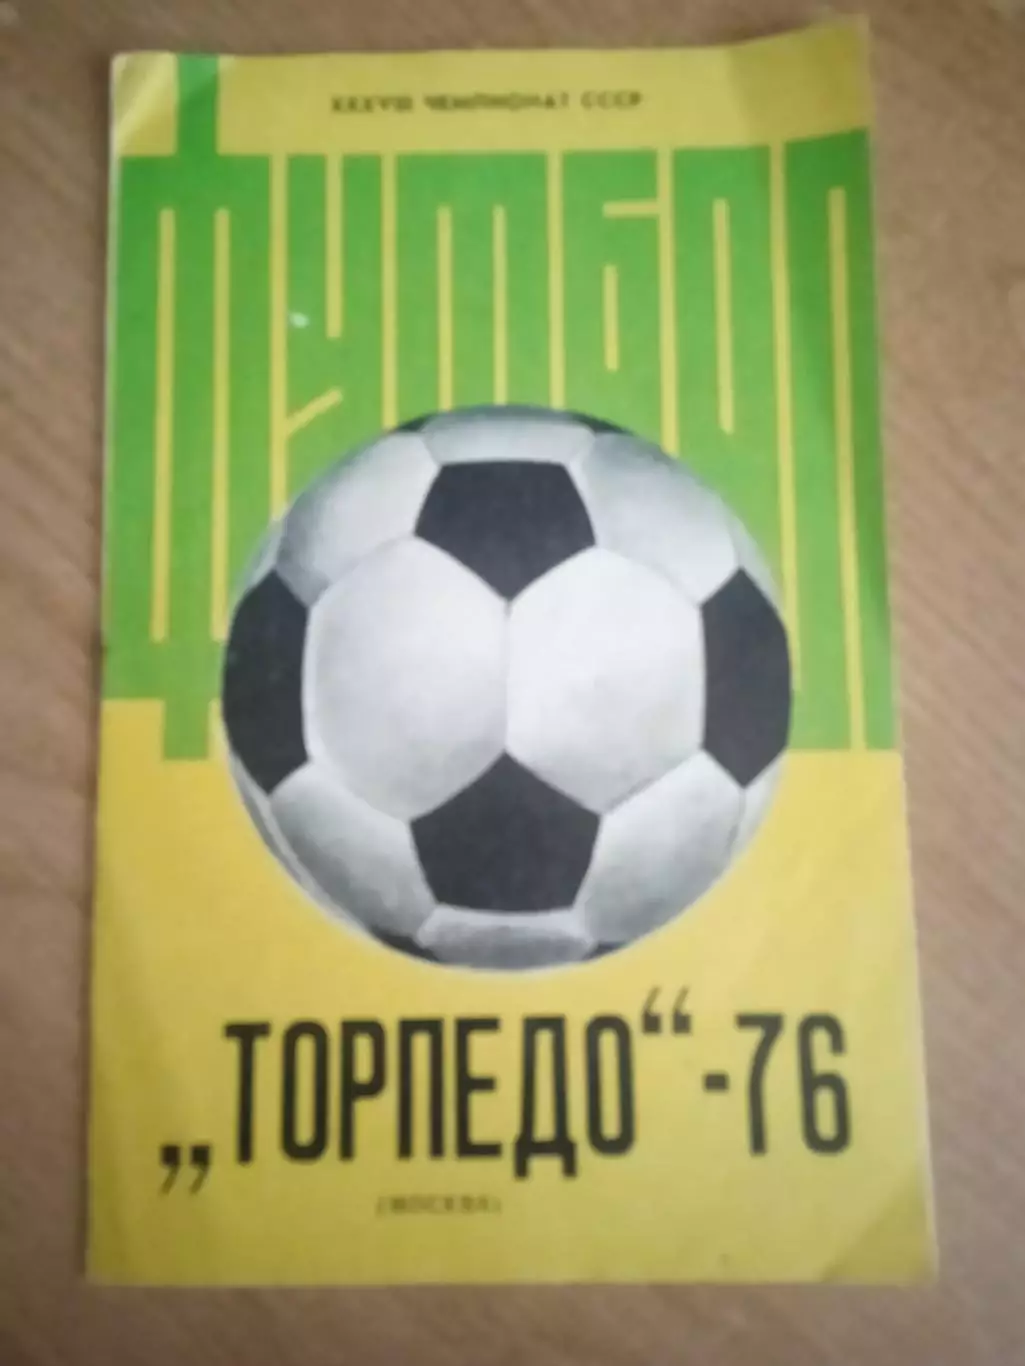 XXXVIII ЧЕМПИОНАТ СССР
ФУТБОЛ
„ТОРПЕДО“-76
(МОСКВА)